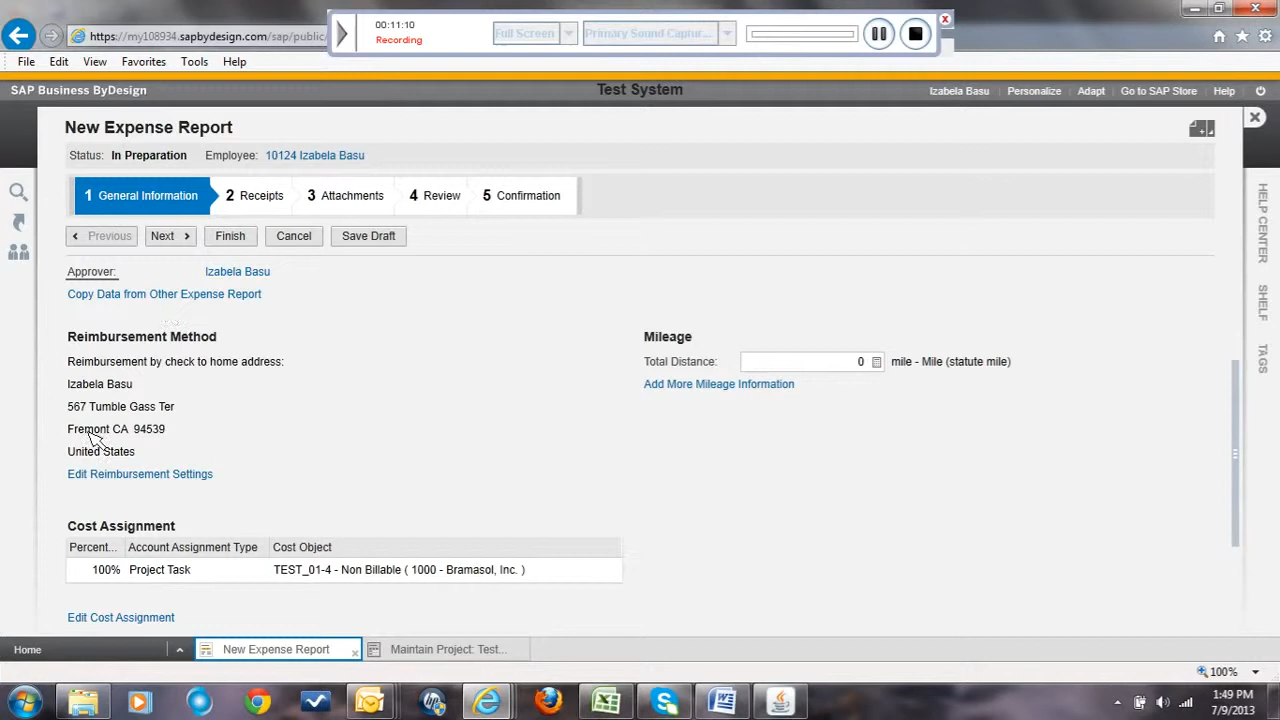 00:11:10
Recording
Full Screen
Primary Sound Captur...
https://my108934.sapbydesign.com/sap/public/
File Edit View Favorites Tools Help
SAP Business ByDesign
Test System
Izabela Basu Personalize Adapt Go to SAP Store Help
New Expense Report
Status: In Preparation Employee: 10124 Izabela Basu
1 General Information 2 Receipts 3 Attachments 4 Review 5 Confirmation
Previous Next Finish Cancel Save Draft
Approver: Izabela Basu
Copy Data from Other Expense Report
Reimbursement Method
Reimbursement by check to home address:
Izabela Basu
567 Tumble Gass Ter
Fremont CA 94539
United States
Edit Reimbursement Settings
Mileage
Total Distance: 0 mile - Mile (statute mile)
Add More Mileage Information
Cost Assignment
Percent... Account Assignment Type Cost Object
100% Project Task TEST_01-4 - Non Billable ( 1000 - Bramasol, Inc. )
Edit Cost Assignment
HELP CENTER
SHELF
TAGS
Home New Expense Report Maintain Project: Test...
100%
1:49 PM
7/9/2013